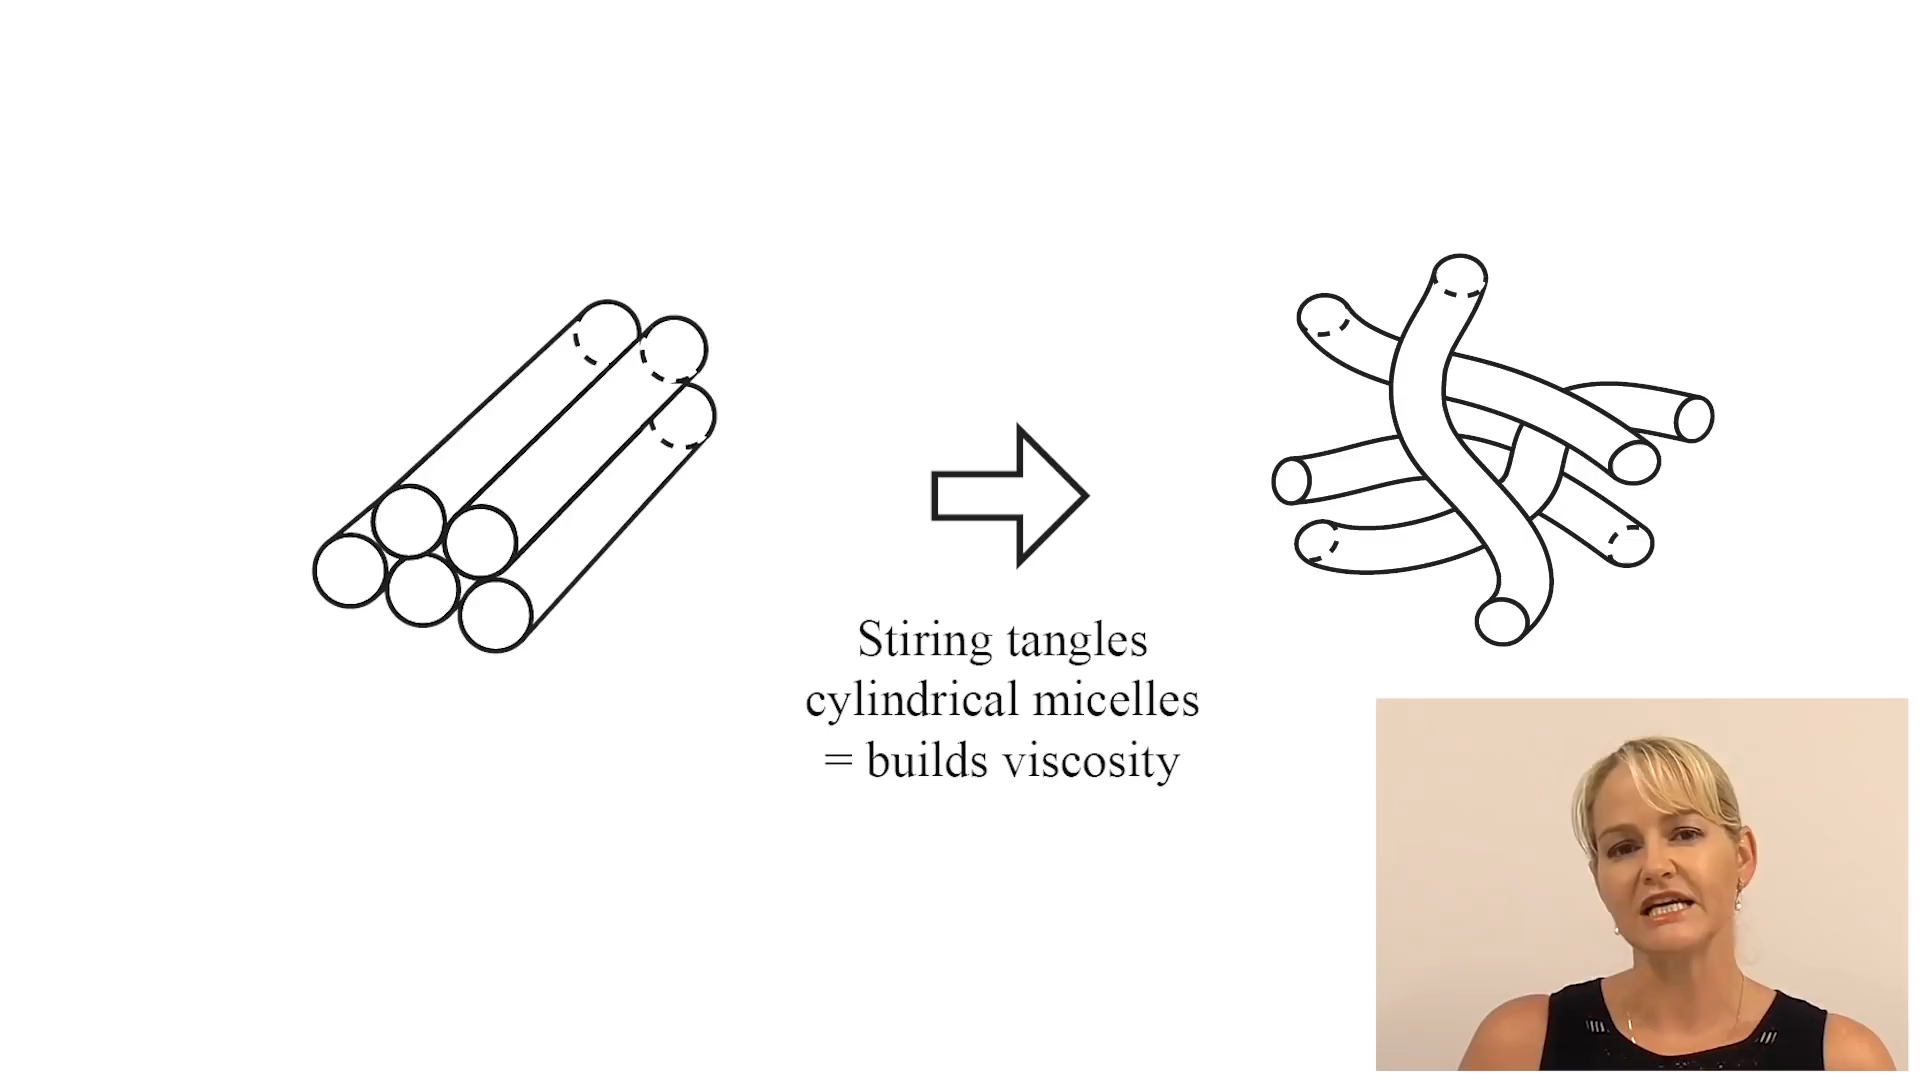 Stiring tangles
cylindrical micelles
= builds viscosity